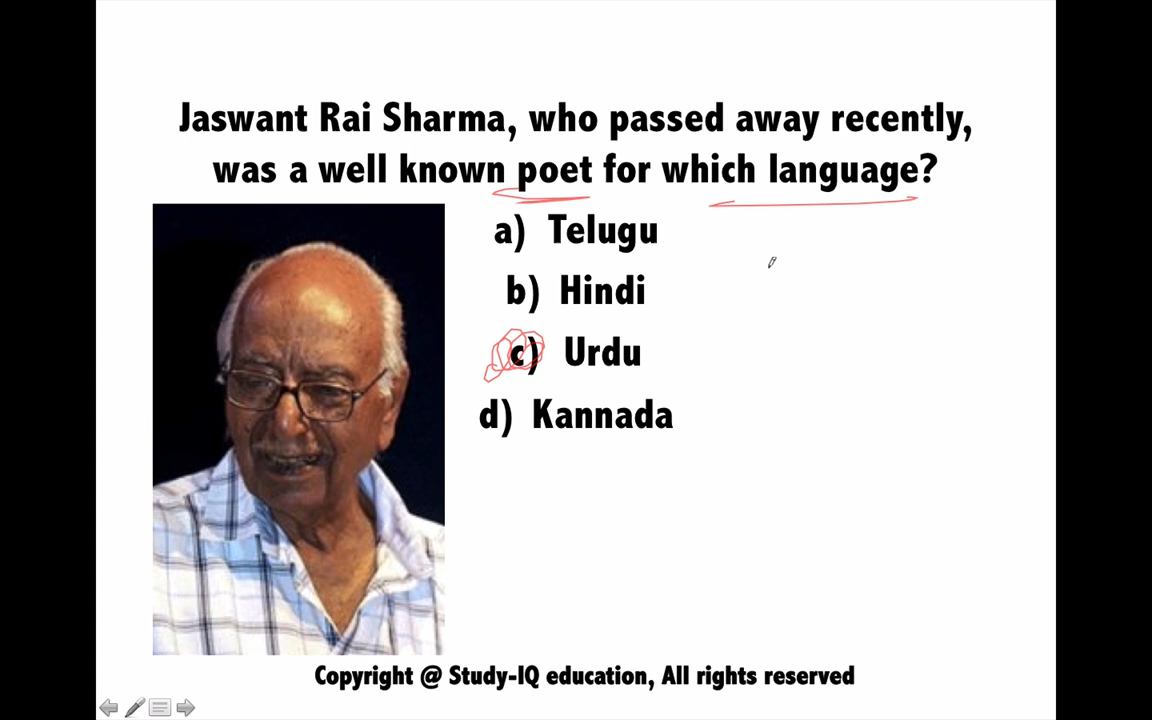 Jaswant Rai Sharma, who passed away recently,
was a well known poet for which language?
a) Telugu
b) Hindi
c) Urdu
d) Kannada
Copyright @ Study-IQ education, All rights reserved